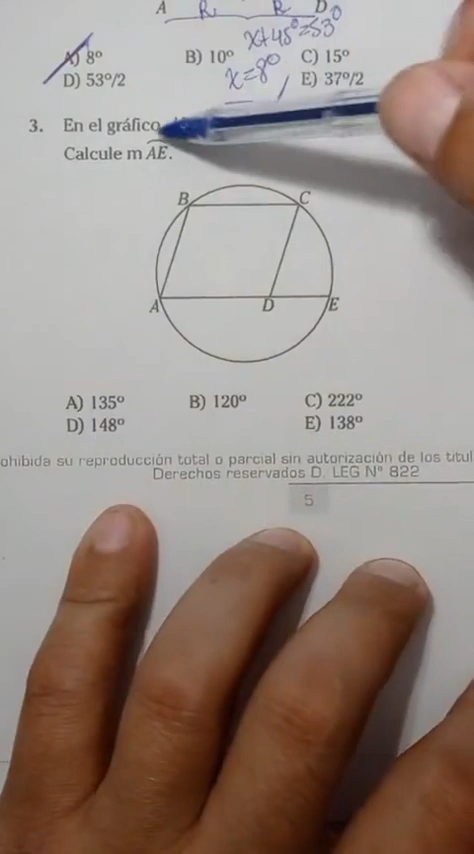 A R R D
x+45°=53°
A) 8° B) 10° C) 15°
x=8°
D) 53°/2 E) 37°/2
3. En el gráfico
Calcule m AE.
B C
A D E
A) 135° B) 120° C) 222°
D) 148° E) 138°
ohibida su reproducción total o parcial sin autorización de los titul
Derechos reservados D. LEG Nº 822
5